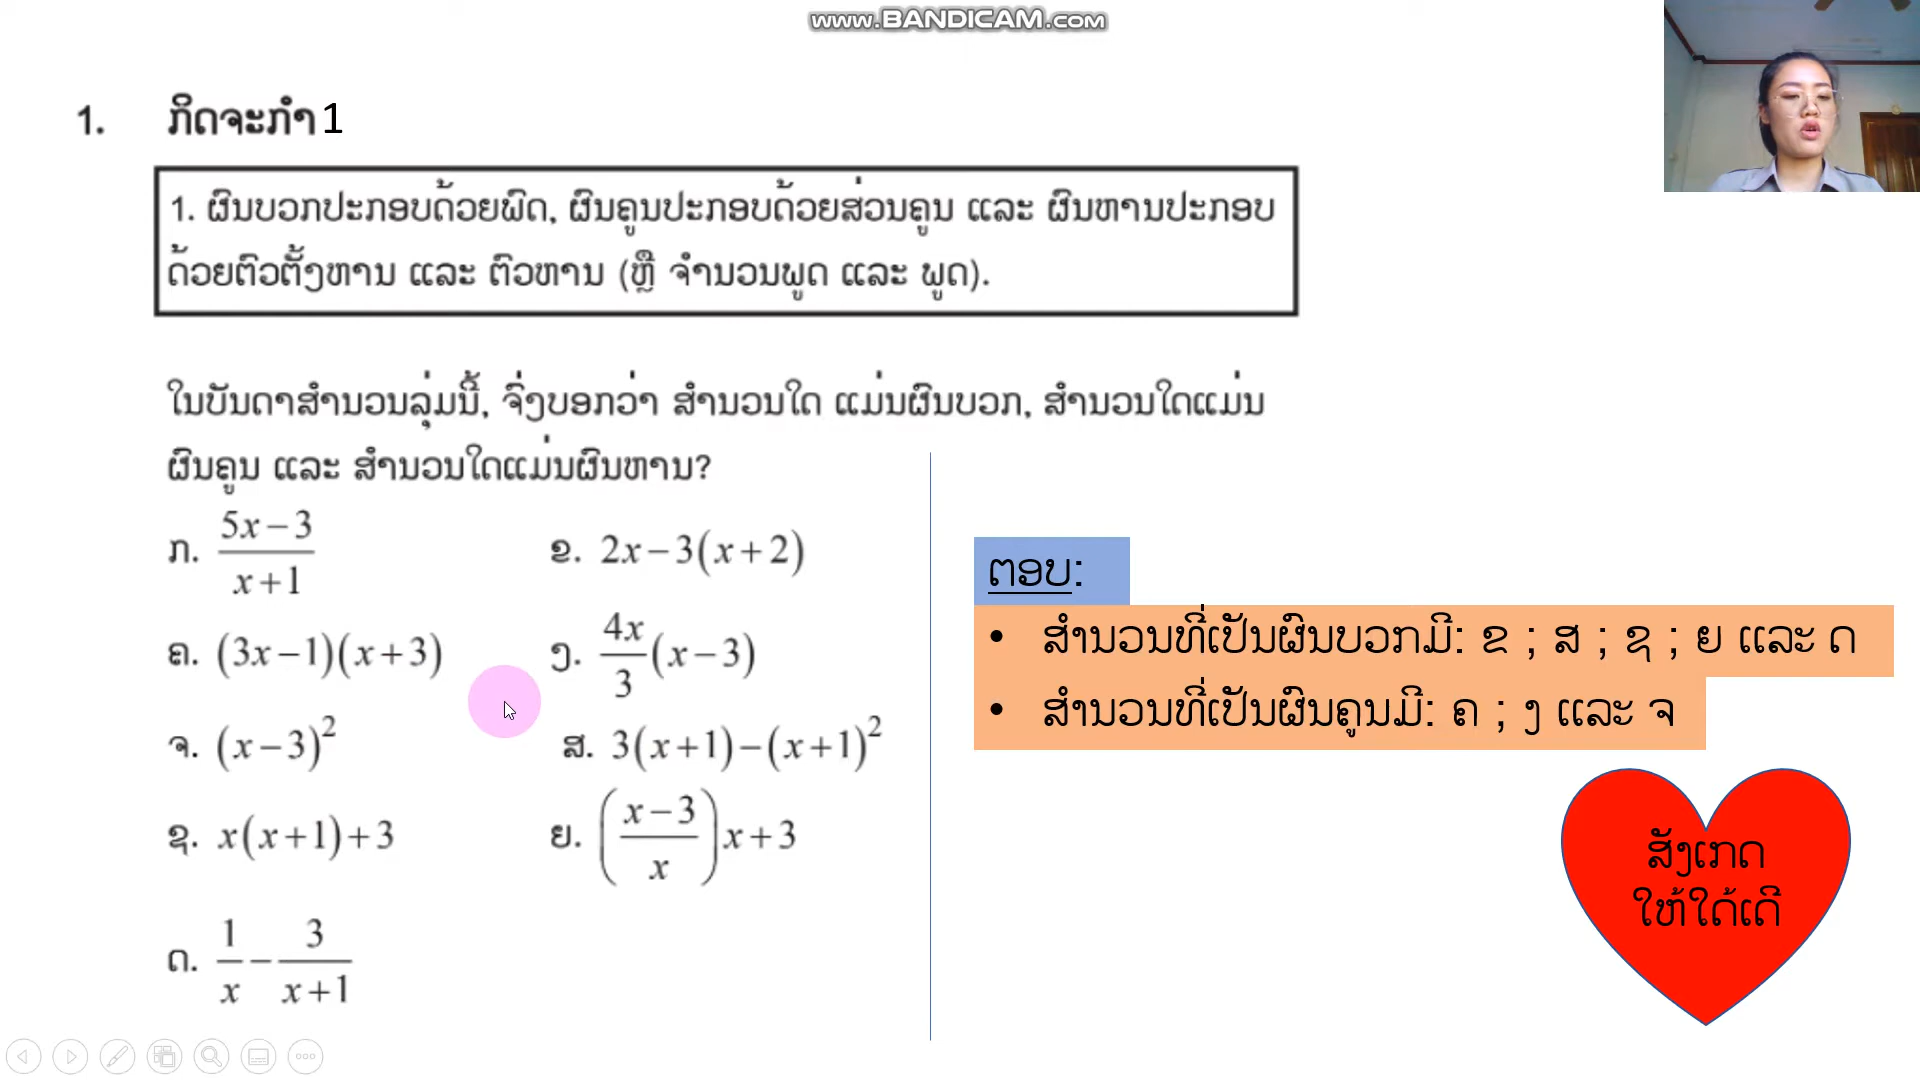 www.BANDICAM.com
1. ກິດຈະກຳ 1
1. ຜົນບວກປະກອບດ້ວຍພົດ, ຜົນຄູນປະກອບດ້ວຍສ່ວນຄູນ ແລະ ຜົນຫານປະກອບ
ດ້ວຍຕົວຕັ້ງຫານ ແລະ ຕົວຫານ (ຫຼື ຈຳນວນພູດ ແລະ ພູດ).
ໃນບັນດາສຳນວນລຸ່ມນີ້, ຈົ່ງບອກວ່າ ສຳນວນໃດ ແມ່ນຜົນບວກ, ສຳນວນໃດແມ່ນ
ຜົນຄູນ ແລະ ສຳນວນໃດແມ່ນຜົນຫານ?
ກ. \frac{5x-3}{x+1}
ຂ. 2x-3(x+2)
ຄ. (3x-1)(x+3)
ງ. \frac{4x}{3}(x-3)
ຈ. (x-3)^2
ສ. 3(x+1)-(x+1)^2
ຊ. x(x+1)+3
ຍ. \left(\frac{x-3}{x}\right)x+3
ດ. \frac{1}{x}-\frac{3}{x+1}
ຕອບ:
• ສຳນວນທີ່ເປັນຜົນບວກມີ: ຂ ; ສ ; ຊ ; ຍ ແລະ ດ
• ສຳນວນທີ່ເປັນຜົນຄູນມີ: ຄ ; ງ ແລະ ຈ
ສັງເກດ
ໃຫ້ໃດ້ເດີ